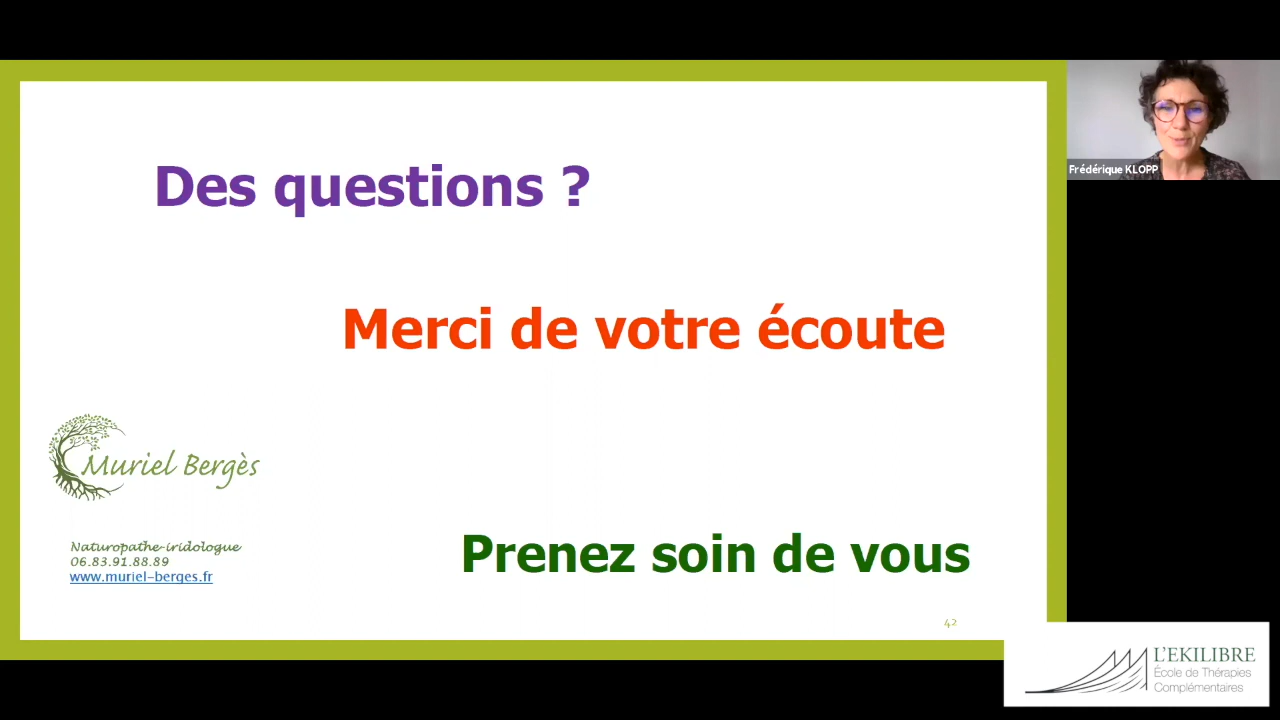 Des questions ?
Frédérique KLOPP
Merci de votre écoute
Muriel Bergès
Naturopathe-iridologue
06.83.91.88.89
www.muriel-berges.fr
Prenez soin de vous
42
L'EKILIBRE
École de Thérapies
Complémentaires